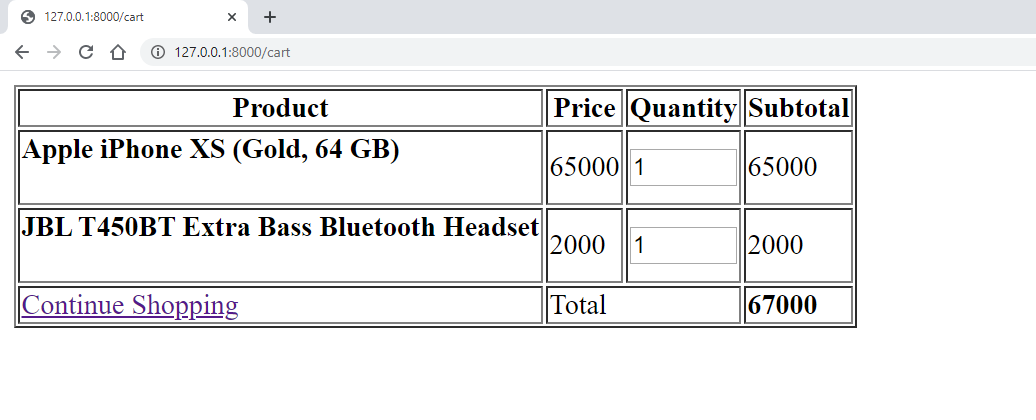 127.0.0.1:8000/cart
127.0.0.1:8000/cart
Product Price Quantity Subtotal
Apple iPhone XS (Gold, 64 GB) 65000 1 65000
JBL T450BT Extra Bass Bluetooth Headset 2000 1 2000
Continue Shopping Total 67000